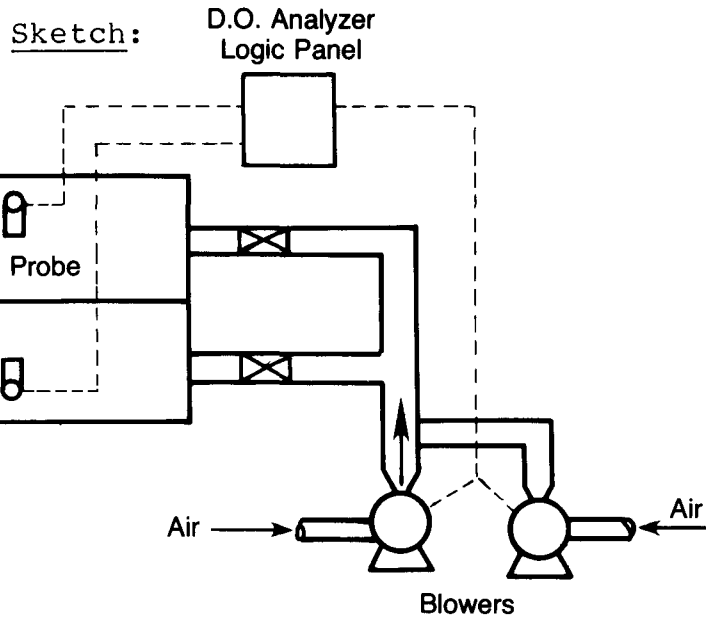 Sketch:
D.O. Analyzer
Logic Panel
Probe
Air
Air
Blowers